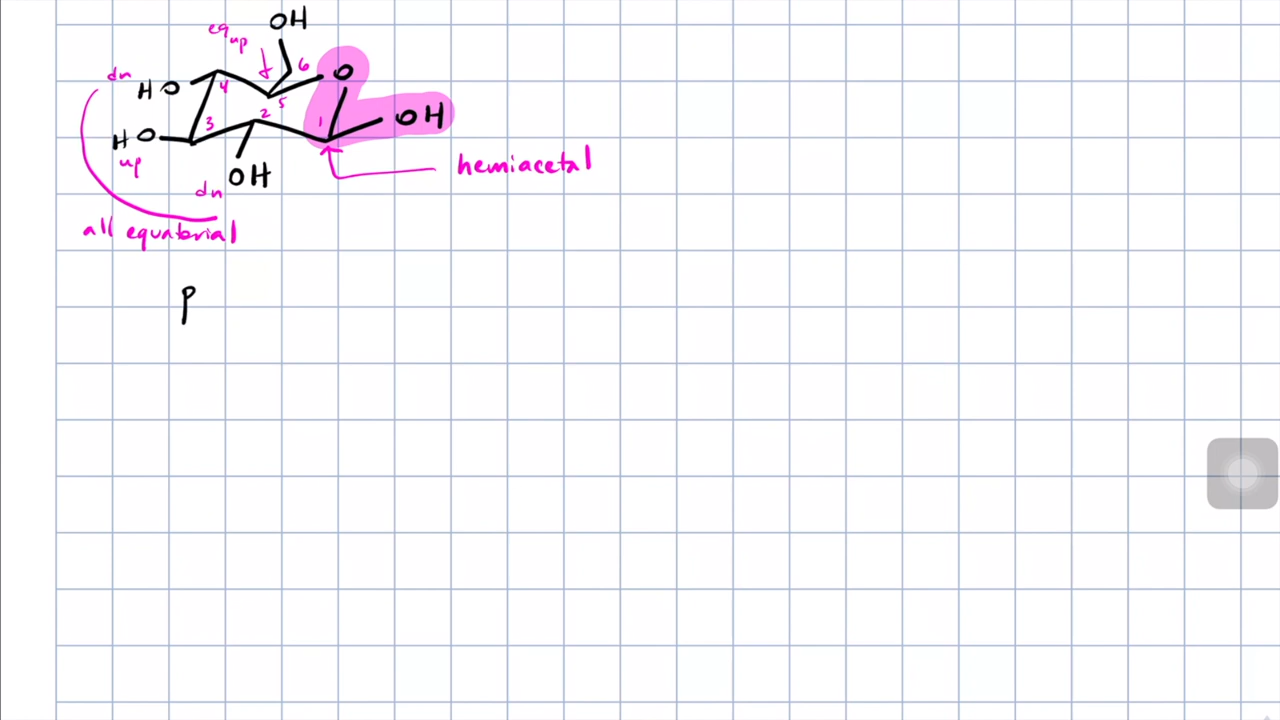 OH
eq up
dn
HO
4
6
5
O
3
2
1
OH
HO
up
OH
dn
hemiacetal
all equatorial
P